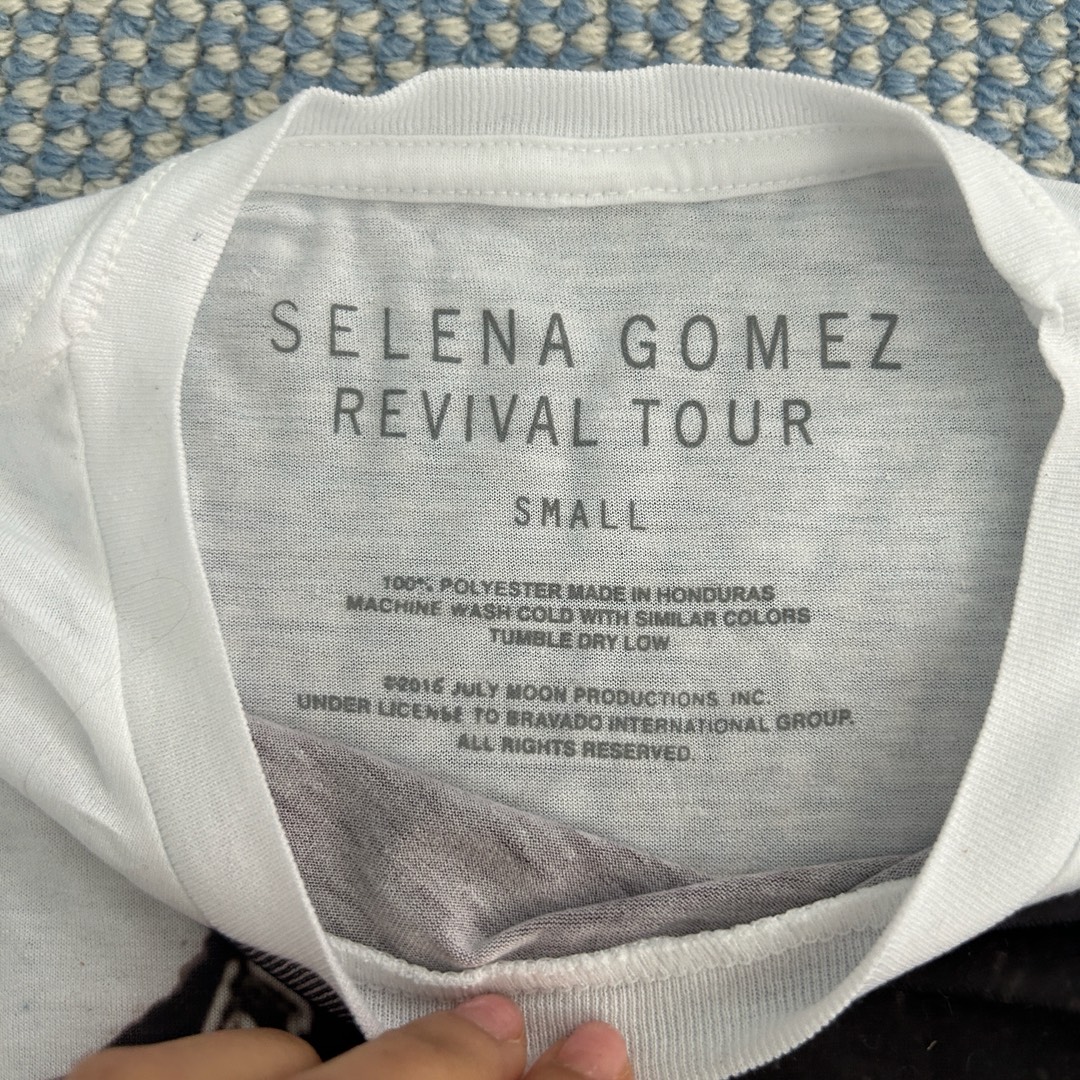 SELENA GOMEZ
REVIVAL TOUR
SMALL
100% POLYESTER MADE IN HONDURAS
MACHINE WASH COLD WITH SIMILAR COLORS
TUMBLE DRY LOW
©2016 JULY MOON PRODUCTIONS, INC.
UNDER LICENSE TO BRAVADO INTERNATIONAL GROUP.
ALL RIGHTS RESERVED.